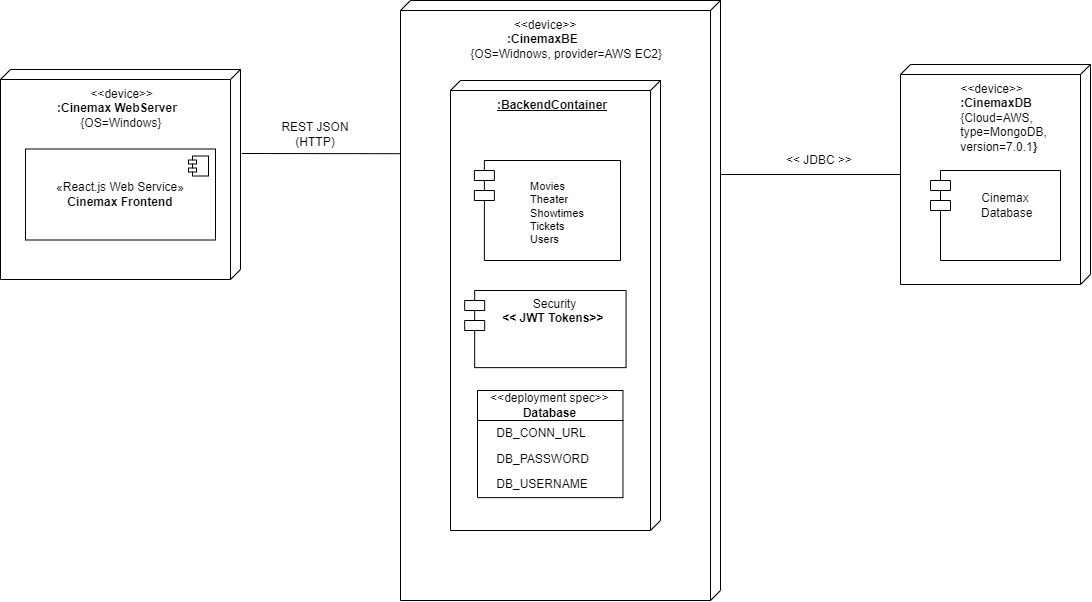 <<device>>
:Cinemax WebServer
{OS=Windows}
«React.js Web Service»
Cinemax Frontend
REST JSON
(HTTP)
<<device>>
:CinemaxBE
{OS=Widnows, provider=AWS EC2}
:BackendContainer
Movies
Theater
Showtimes
Tickets
Users
Security
<< JWT Tokens>>
<<deployment spec>>
Database
DB_CONN_URL
DB_PASSWORD
DB_USERNAME
<< JDBC >>
<<device>>
:CinemaxDB
{Cloud=AWS,
type=MongoDB,
version=7.0.1}
Cinemax
Database